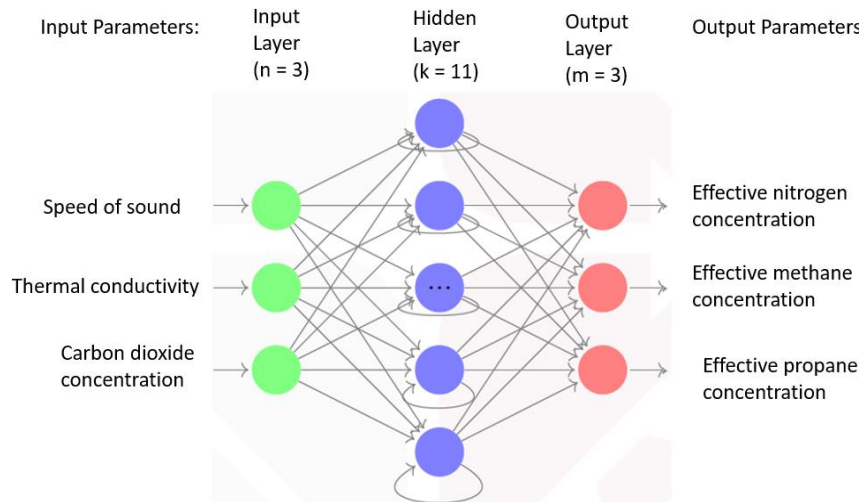 Input Parameters:
Input
Layer
(n = 3)
Hidden
Layer
(k = 11)
Output
Layer
(m = 3)
Output Parameters
Speed of sound
Thermal conductivity
Carbon dioxide
concentration
...
Effective nitrogen
concentration
Effective methane
concentration
Effective propane
concentration